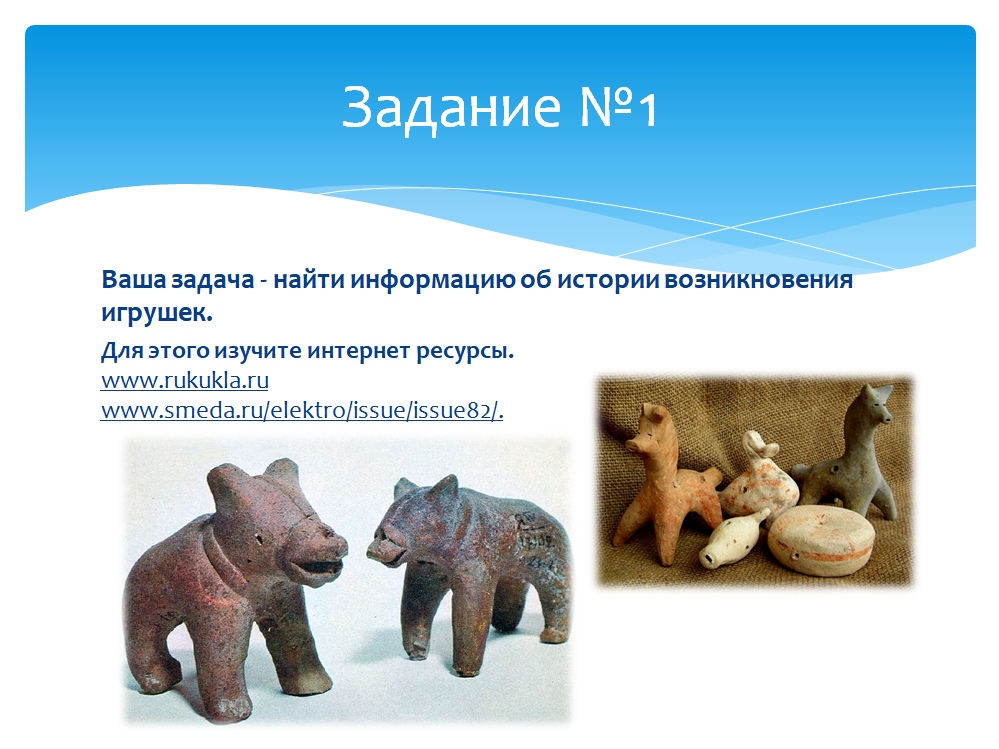 Задание №1
Ваша задача - найти информацию об истории возникновения
игрушек.
Для этого изучите интернет ресурсы.
www.rukukla.ru
www.smeda.ru/elektro/issue/issue82/.